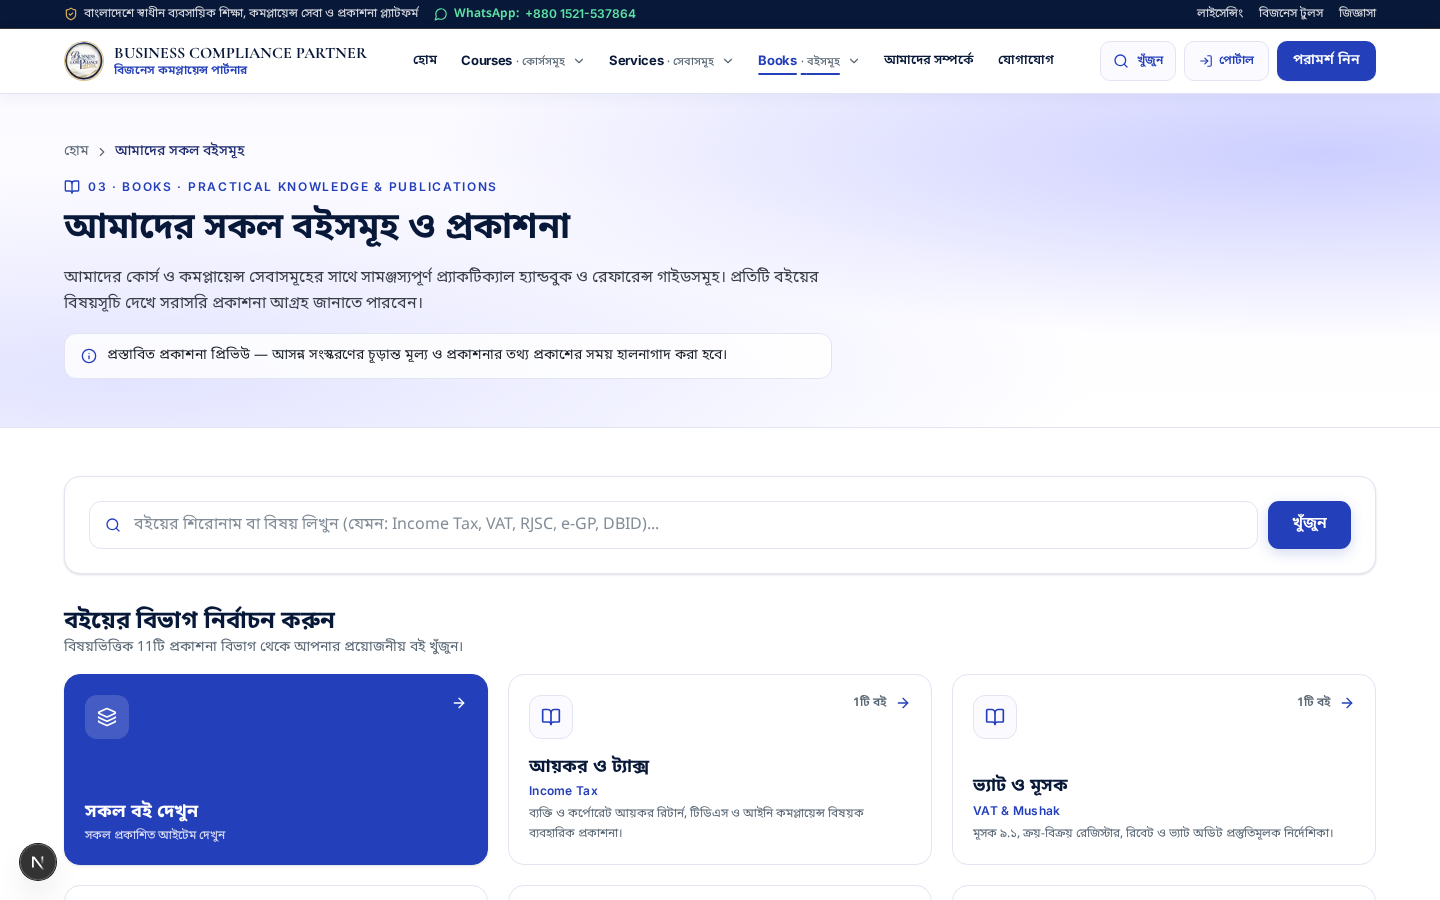 বাংলাদেশে স্বাধীন ব্যবসায়িক শিক্ষা, কমপ্লায়েন্স সেবা ও প্রকাশনা প্ল্যাটফর্ম WhatsApp: +880 1521-537864 লাইসেন্সিং বিজনেস টুলস জিজ্ঞাসা
BUSINESS COMPLIANCE PARTNER
বিজনেস কমপ্লায়েন্স পার্টনার
হোম Courses · কোর্সসমূহ Services · সেবাসমূহ Books · বইসমূহ আমাদের সম্পর্কে যোগাযোগ খুঁজুন পোর্টাল পরামর্শ নিন
হোম > আমাদের সকল বইসমূহ
03 · BOOKS · PRACTICAL KNOWLEDGE & PUBLICATIONS
আমাদের সকল বইসমূহ ও প্রকাশনা
আমাদের কোর্স ও কমপ্লায়েন্স সেবাসমূহের সাথে সামঞ্জস্যপূর্ণ প্র্যাকটিক্যাল হ্যান্ডবুক ও রেফারেন্স গাইডসমূহ। প্রতিটি বইয়ের
বিষয়সূচি দেখে সরাসরি প্রকাশনা আগ্রহ জানাতে পারবেন।
প্রস্তাবিত প্রকাশনা প্রিভিউ — আসন্ন সংস্করণের চূড়ান্ত মূল্য ও প্রকাশনার তথ্য প্রকাশের সময় হালনাগাদ করা হবে।
বইয়ের শিরোনাম বা বিষয় লিখুন (যেমন: Income Tax, VAT, RJSC, e-GP, DBID)...
খুঁজুন
বইয়ের বিভাগ নির্বাচন করুন
বিষয়ভিত্তিক 11টি প্রকাশনা বিভাগ থেকে আপনার প্রয়োজনীয় বই খুঁজুন।
সকল বই দেখুন
সকল প্রকাশিত আইটেম দেখুন
1টি বই
আয়কর ও ট্যাক্স
Income Tax
ব্যক্তি ও কর্পোরেট আয়কর রিটার্ন, টিডিএস ও আইনি কমপ্লায়েন্স বিষয়ক
ব্যবহারিক প্রকাশনা।
1টি বই
ভ্যাট ও মূসক
VAT & Mushak
মূসক ৯.১, ক্রয়-বিক্রয় রেজিস্টার, রিবেট ও ভ্যাট অডিট প্রস্তুতিমূলক নির্দেশিকা।
N